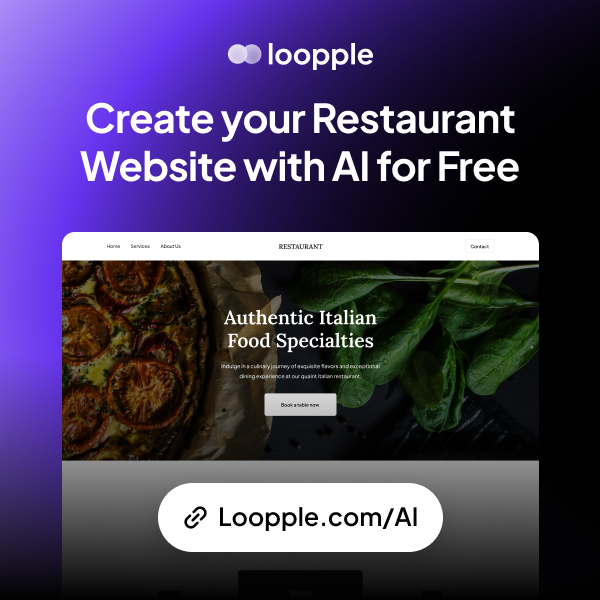 loopple
Create your Restaurant
Website with AI for Free
Home Services About Us RESTAURANT Contact
Authentic Italian
Food Specialties
Indulge in a culinary journey of exquisite flavors and exceptional
dining experience at our quaint italian restaurant.
Book a table now
Loopple.com/AI